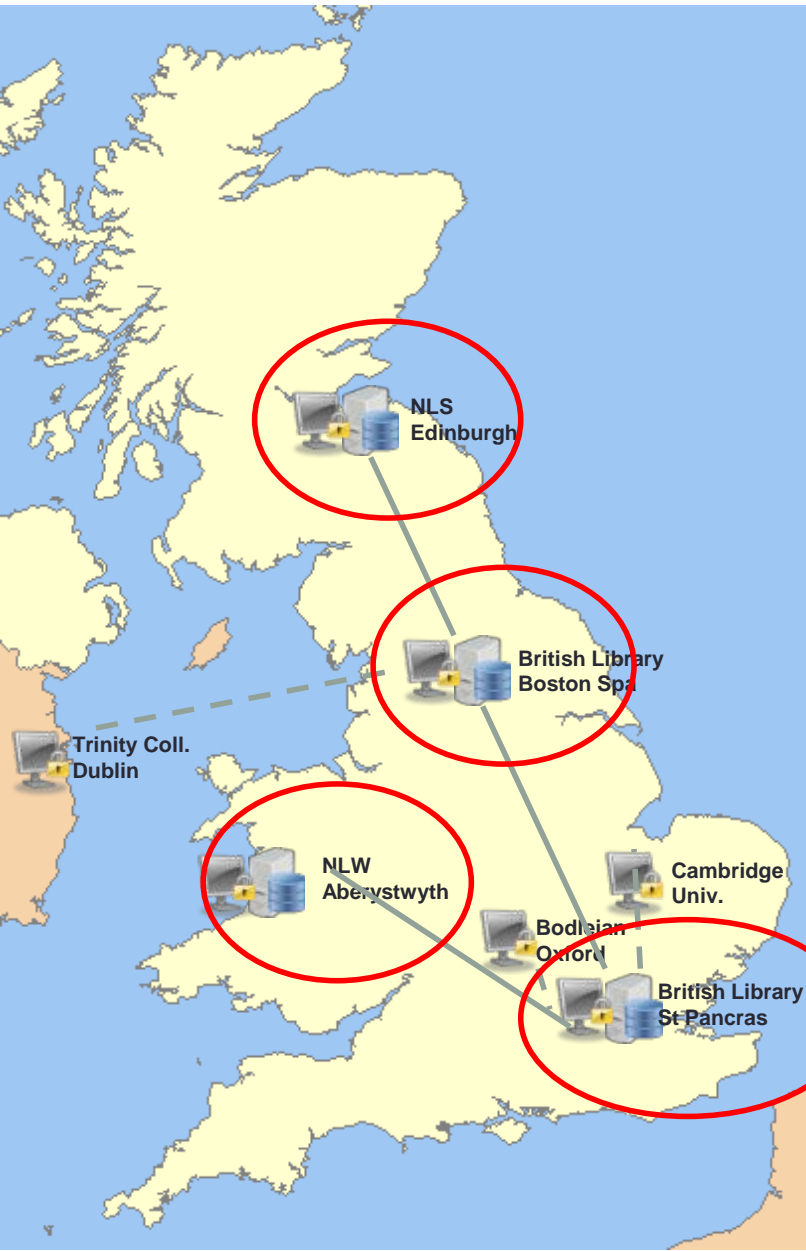 NLS
Edinburgh
British Library
Boston Spa
Trinity Coll.
Dublin
NLW
Aberystwyth
Cambridge
Univ.
Bodleian
Oxford
British Library
St Pancras